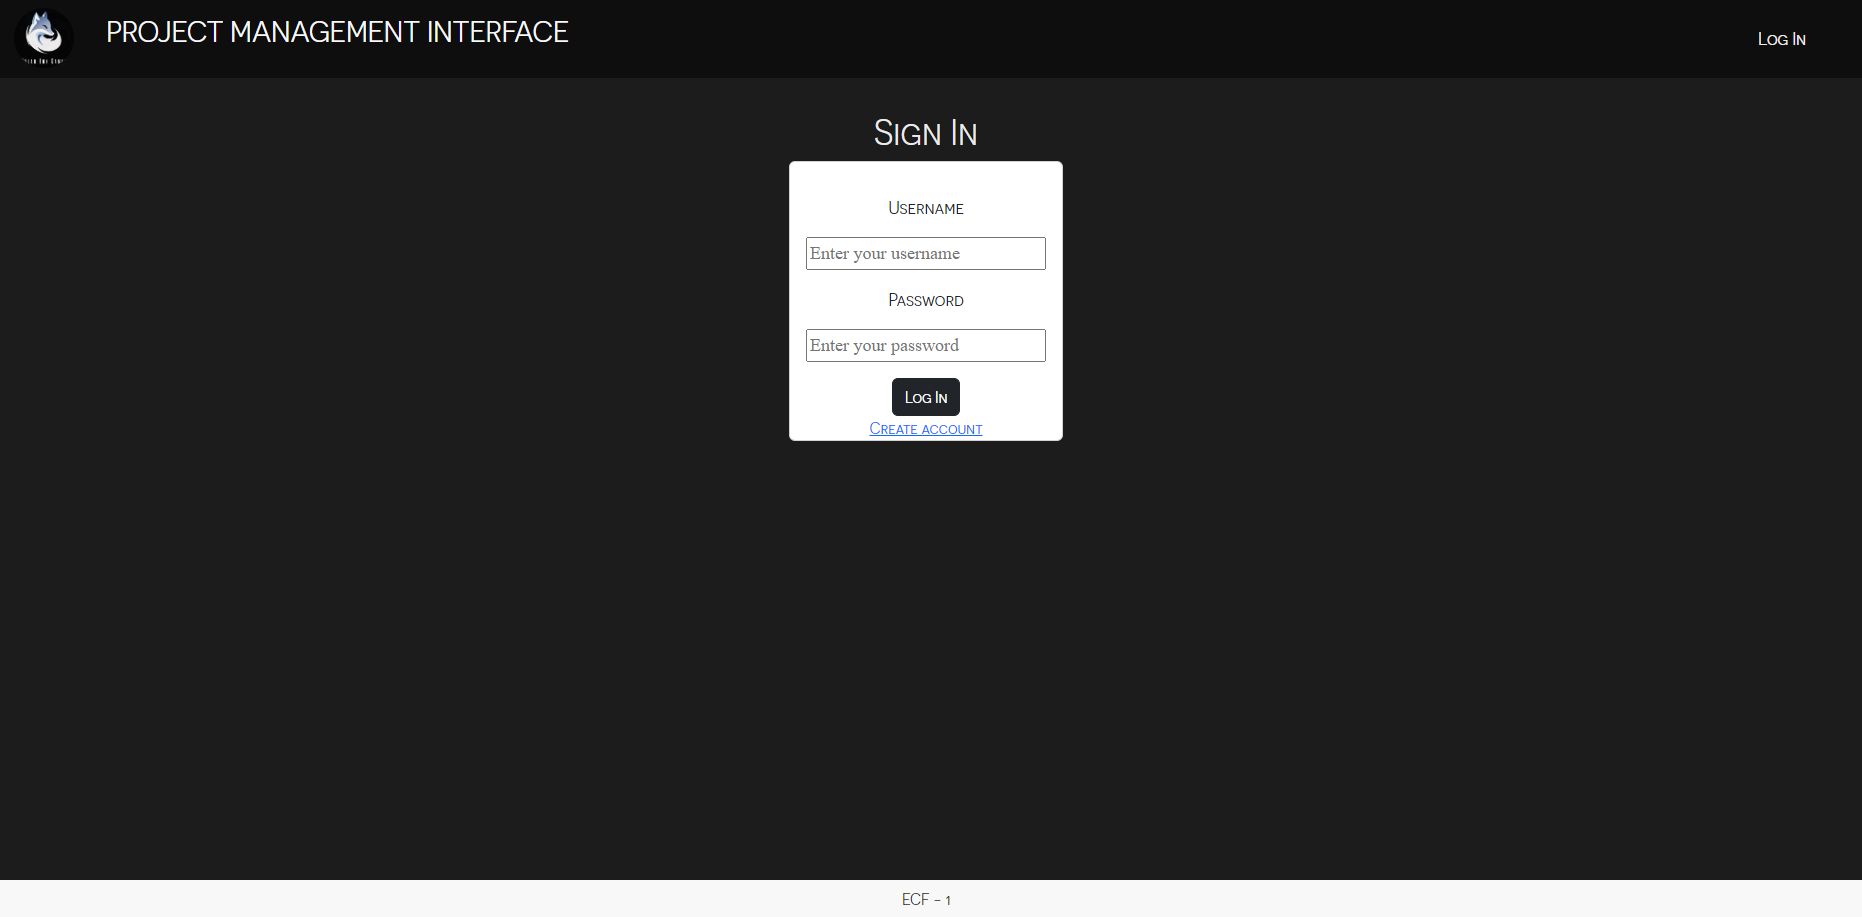 PROJECT MANAGEMENT INTERFACE
Log In
Sign In
Username
Enter your username
Password
Enter your password
Log In
Create account
ECF - 1